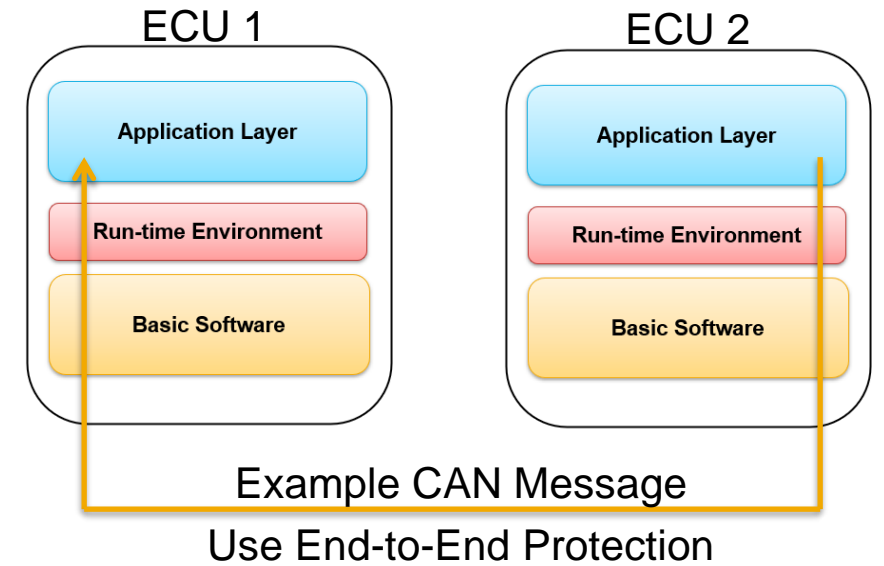 ECU 1
Application Layer
Run-time Environment
Basic Software
ECU 2
Application Layer
Run-time Environment
Basic Software
Example CAN Message
Use End-to-End Protection